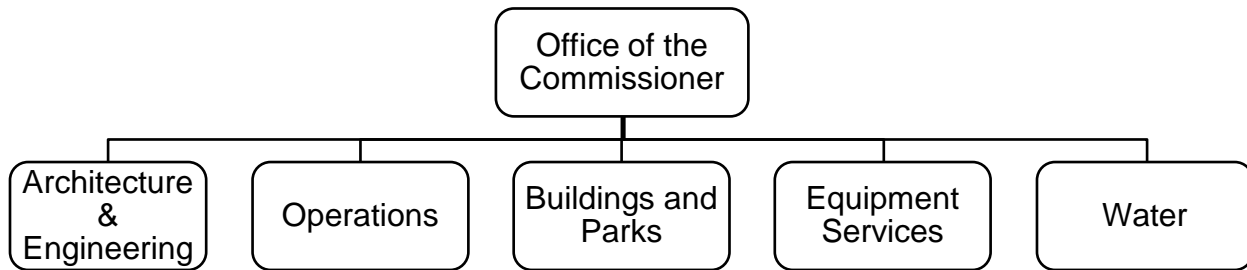 Office of the
Commissioner
Architecture
&
Engineering
Operations
Buildings and
Parks
Equipment
Services
Water